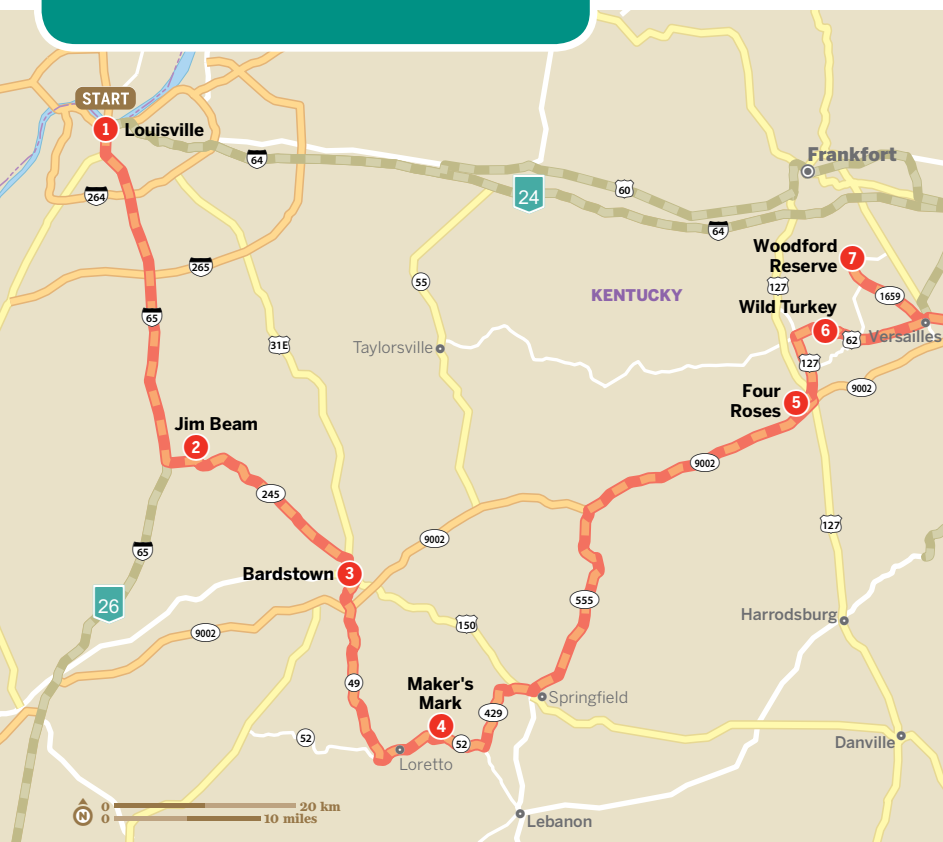 START
1
Louisville
64
Frankfort
264
24
60
64
Woodford
Reserve
7
265
55
127
KENTUCKY
1659
65
Wild Turkey
6
62
Versailles
31E
Taylorsville
127
9002
Four
Roses
5
Jim Beam
2
9002
245
127
9002
65
Bardstown
3
26
555
150
Harrodsburg
9002
49
Maker's
Mark
4
429
Springfield
52
52
Danville
Loretto
N
0
20 km
0
10 miles
Lebanon